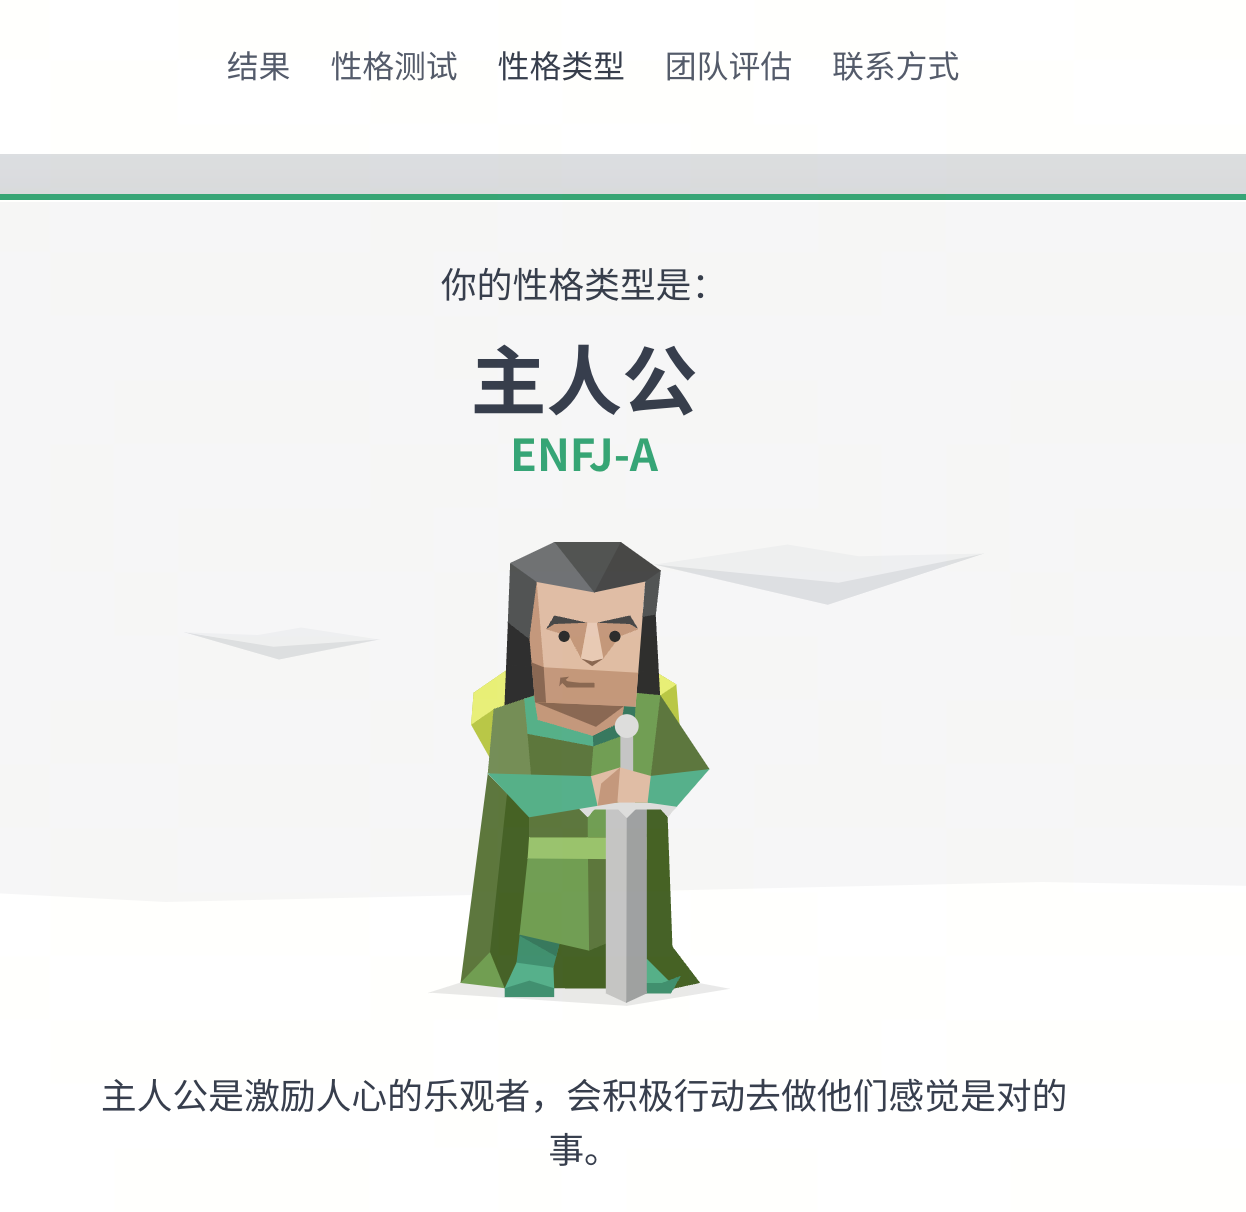 结果 性格测试 性格类型 团队评估 联系方式
你的性格类型是：
主人公
ENFJ-A
主人公是激励人心的乐观者，会积极行动去做他们感觉是对的
事。